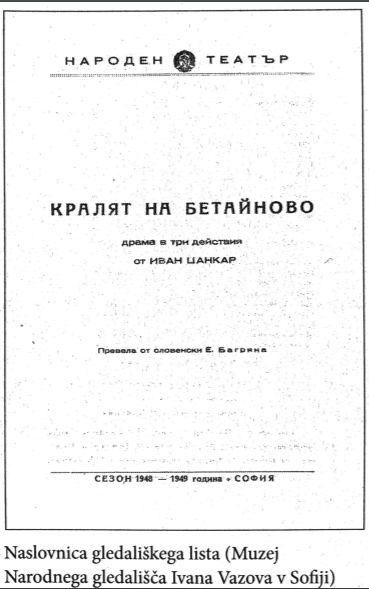 НАРОДЕН ТЕАТЪР
КРАЛЯТ НА БЕТАЙНОВО
драма в три действия
от ИВАН ЦАНКАР
Превела от словенски Е. Багряна
СЕЗОН 1948 — 1949 година • СОФИЯ
Naslovnica gledališkega lista (Muzej
Narodnega gledališča Ivana Vazova v Sofiji)